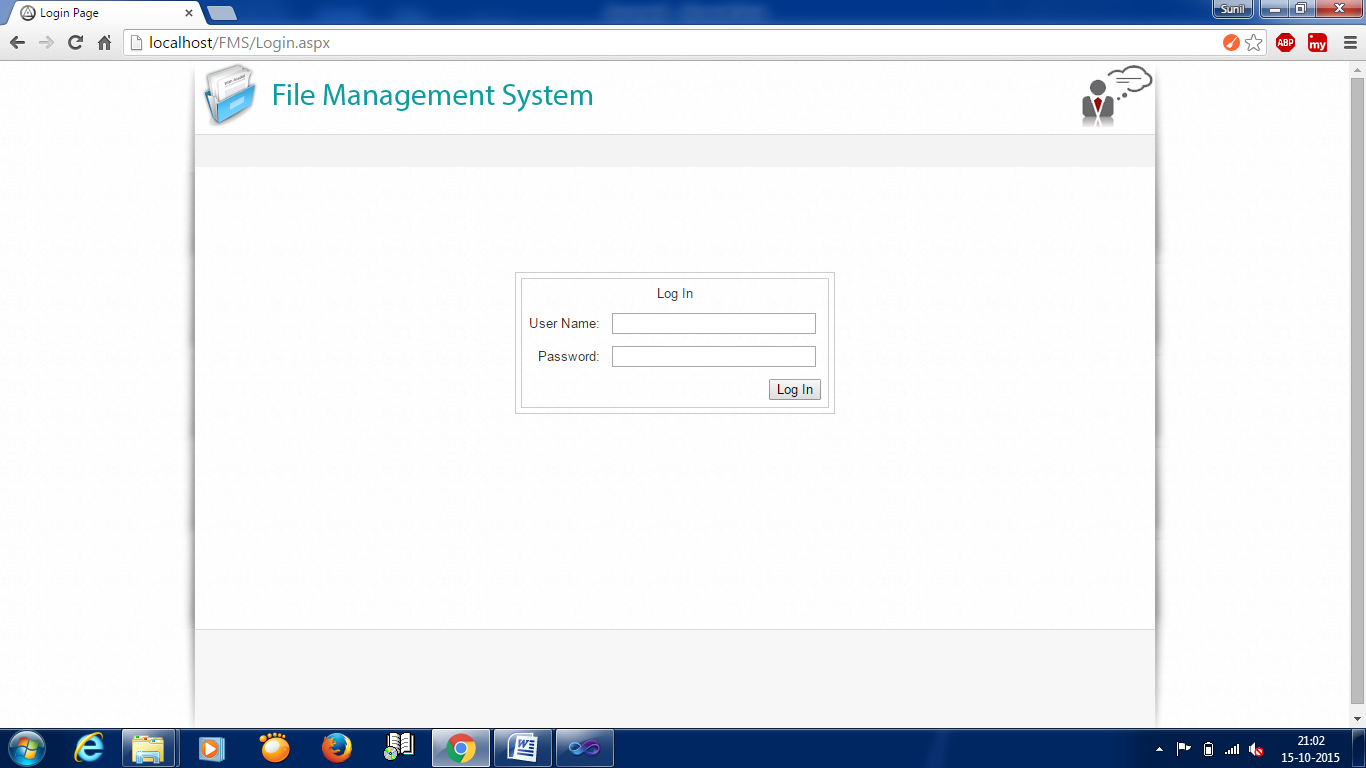 Login Page
Sunil
localhost/FMS/Login.aspx
ABP
my
File Management System
Log In
User Name:
Password:
Log In
21:02
15-10-2015